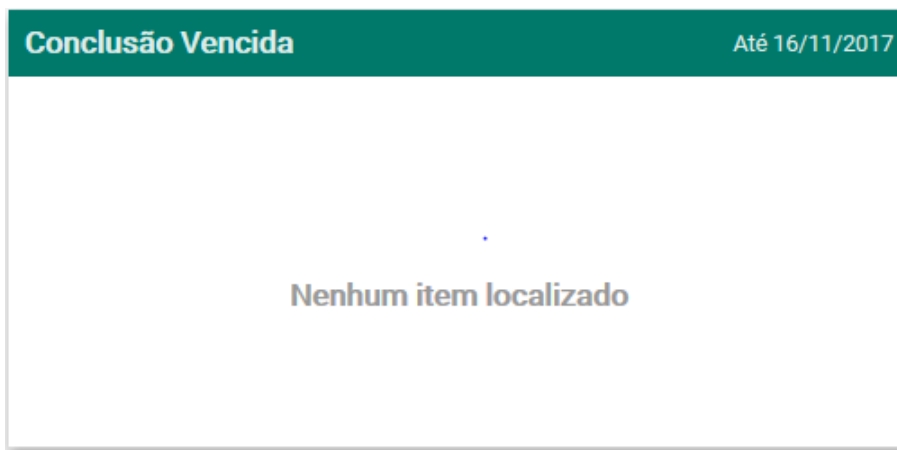 Conclusão Vencida Até 16/11/2017
Nenhum item localizado